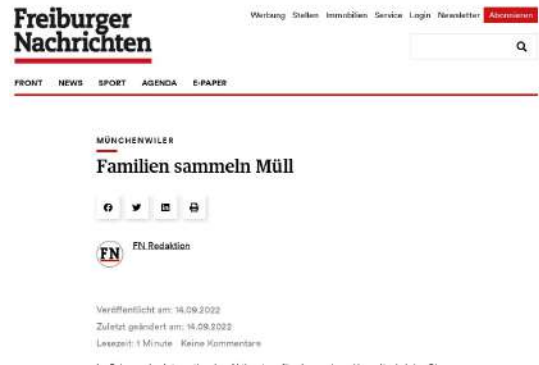 Freiburger
Nachrichten
Werbung Stellen Immobilien Service Login Newsletter Abonnieren
FRONT NEWS SPORT AGENDA E-PAPER
MÜNCHENWILER
Familien sammeln Müll
FN FN Redaktion
Veröffentlicht am: 14.09.2022
Zuletzt geändert am: 14.09.2022
Lesezeit: 1 Minute Keine Kommentare